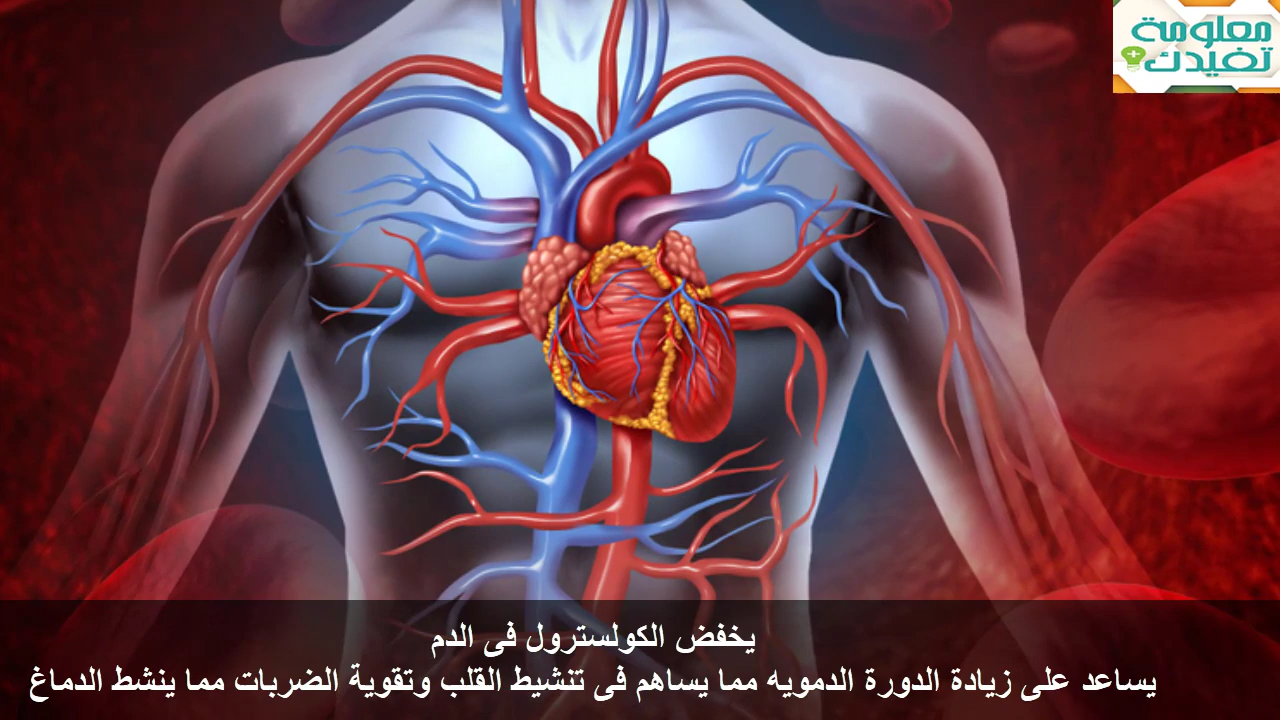 معلومة
تفيدك
يخفض الكولسترول فى الدم
يساعد على زيادة الدورة الدمويه مما يساهم فى تنشيط القلب وتقوية الضربات مما ينشط الدماغ